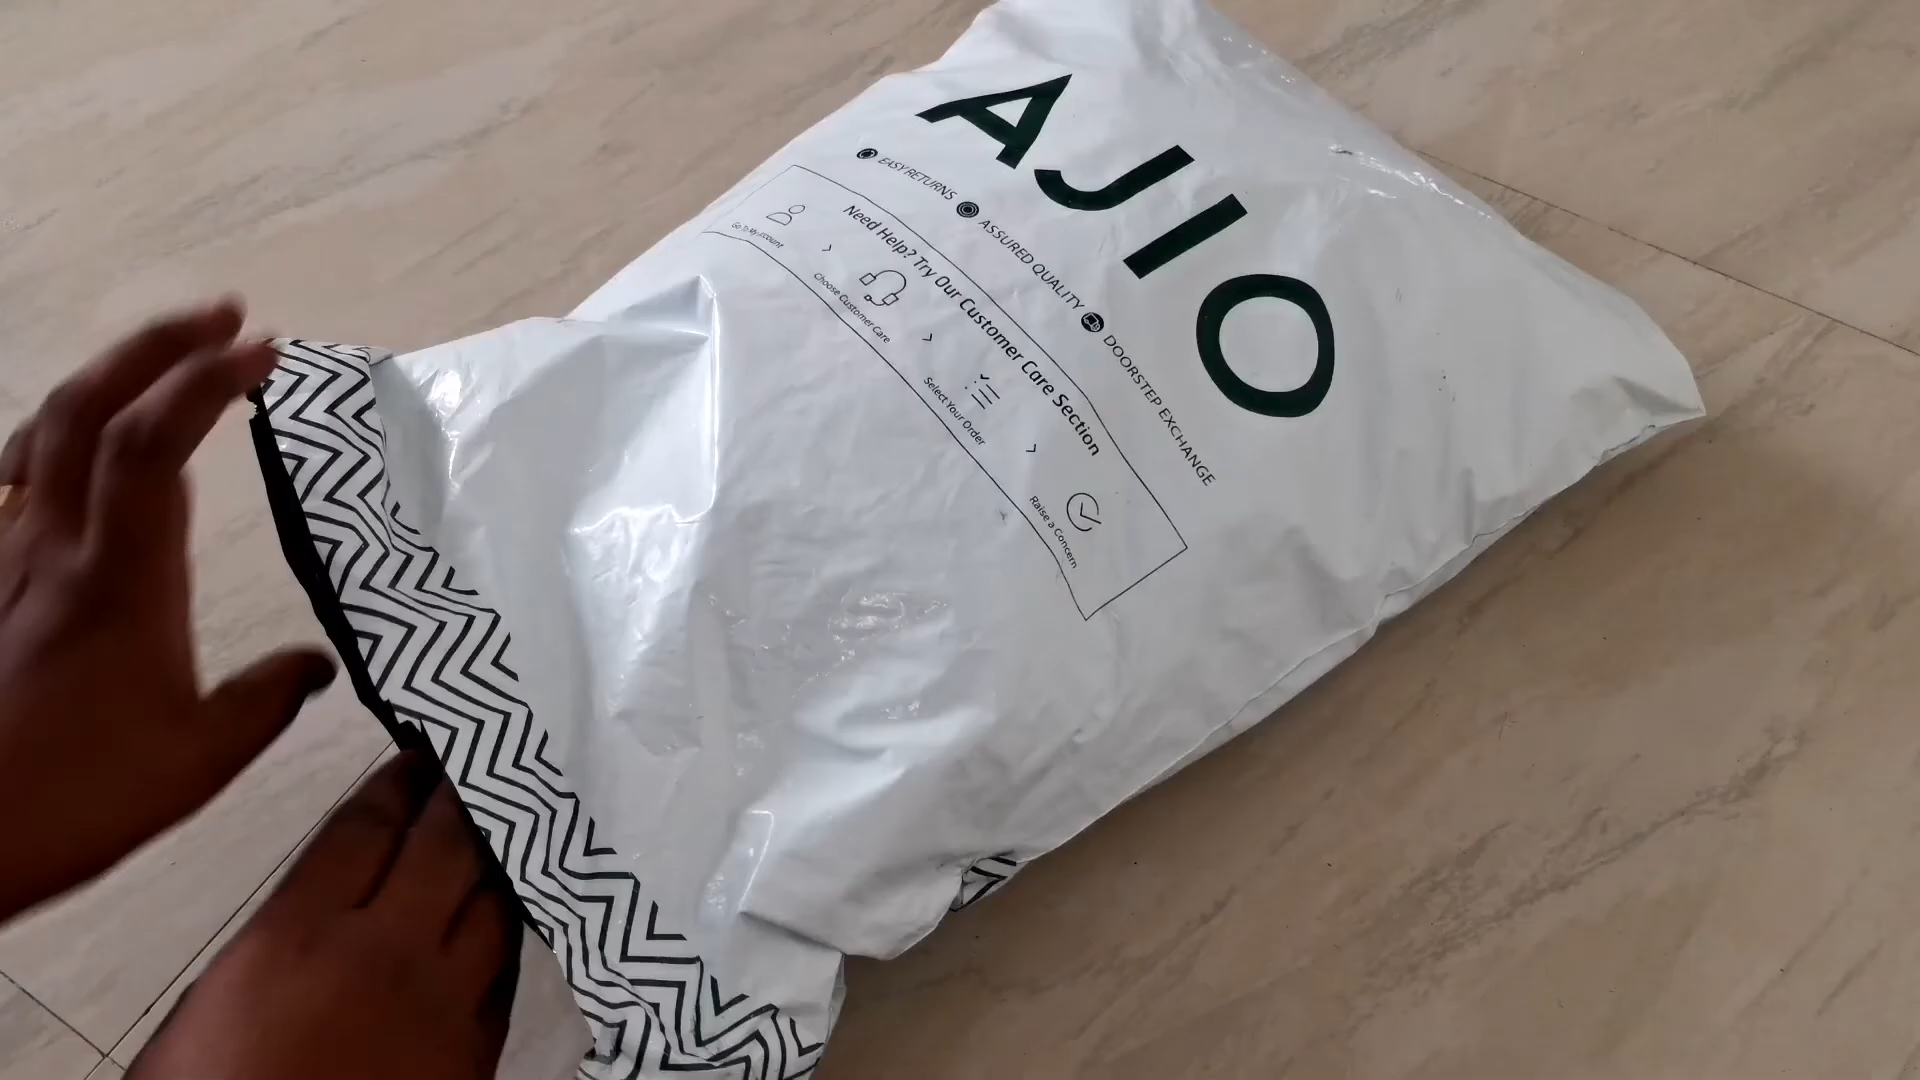 AJIO
EASY RETURNS ASSURED QUALITY DOORSTEP EXCHANGE
Need Help? Try Our Customer Care Section
Go To My Account > Choose Customer Care > Select Your Order > Raise a Concern